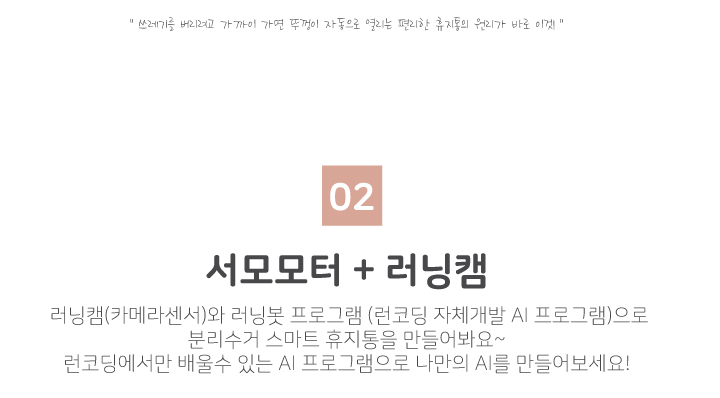 " 쓰레기를 버리려고 가까이 가면 뚜껑이 자동으로 열리는 편리한 휴지통의 원리가 바로 이것! "
02
서모모터 + 러닝캠
러닝캠(카메라센서)와 러닝봇 프로그램 (런코딩 자체개발 AI 프로그램)으로
분리수거 스마트 휴지통을 만들어봐요~
런코딩에서만 배울수 있는 AI 프로그램으로 나만의 AI를 만들어보세요!